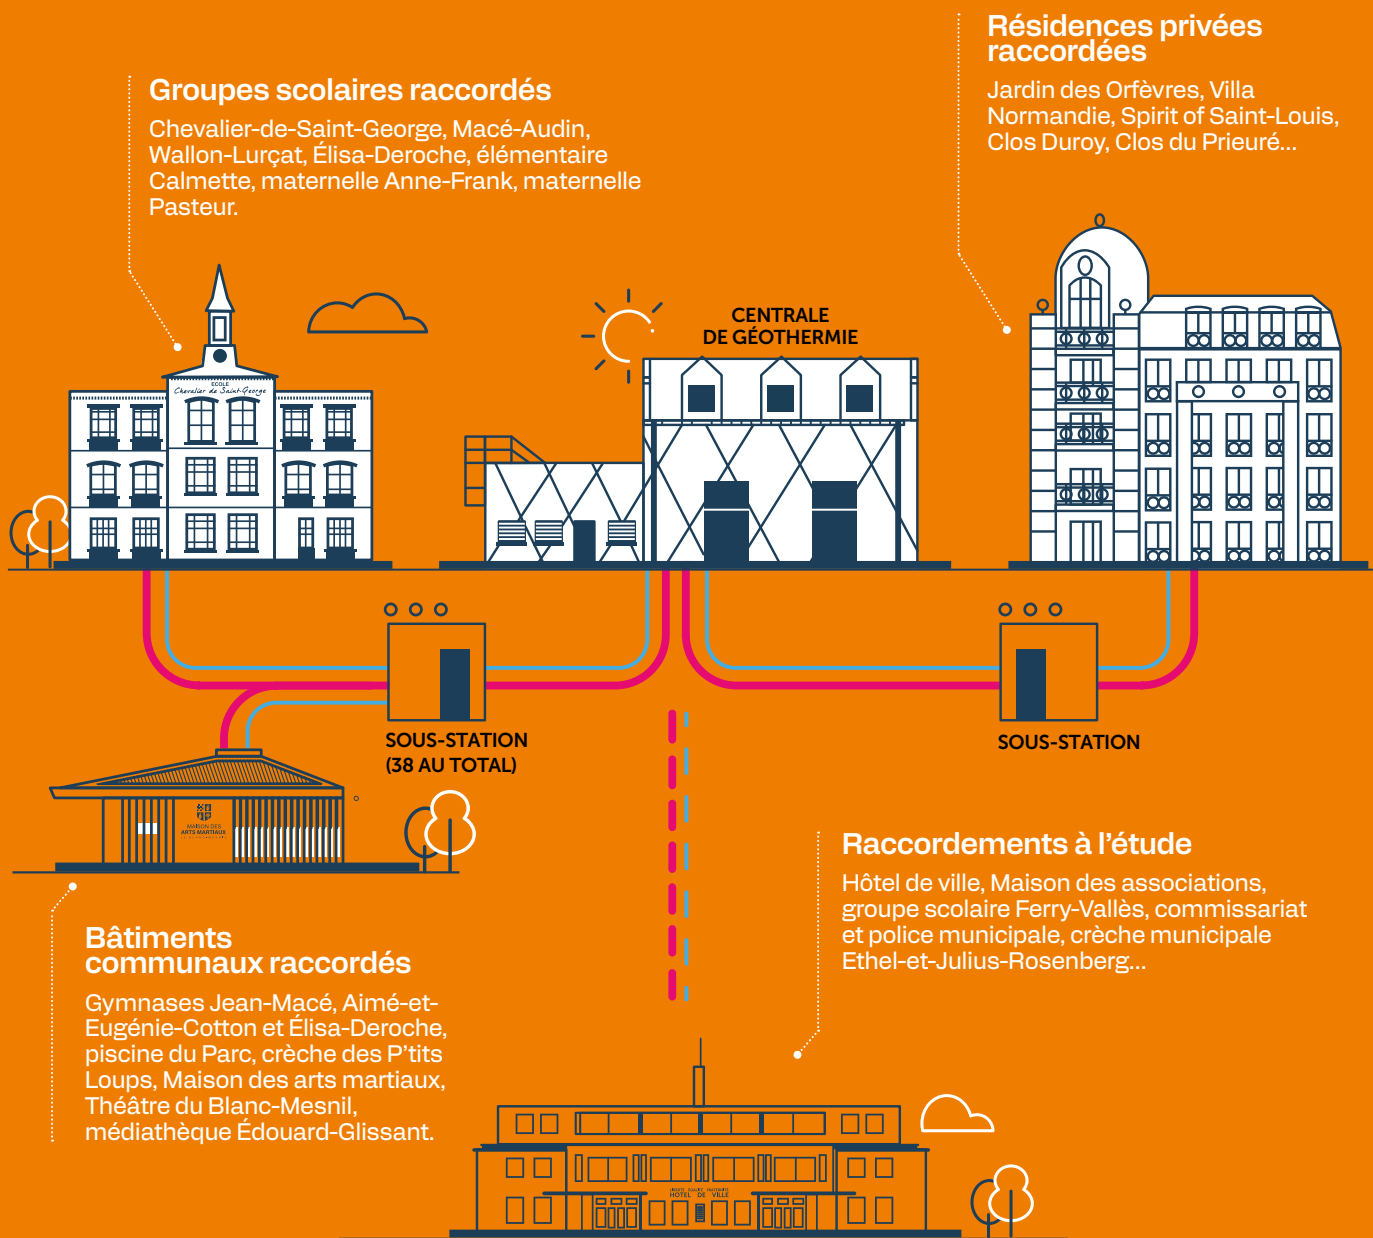 Résidences privées
raccordées
Jardin des Orfèvres, Villa
Normandie, Spirit of Saint-Louis,
Clos Duroy, Clos du Prieuré...
Groupes scolaires raccordés
Chevalier-de-Saint-George, Macé-Audin,
Wallon-Lurçat, Élisa-Deroche, élémentaire
Calmette, maternelle Anne-Frank, maternelle
Pasteur.
CENTRALE
DE GÉOTHERMIE
ECOLE
Chevalier de Saint-George
SOUS-STATION
(38 AU TOTAL)
SOUS-STATION
MAISON DES
ARTS MARTIAUX
Raccordements à l'étude
Hôtel de ville, Maison des associations,
groupe scolaire Ferry-Vallès, commissariat
et police municipale, crèche municipale
Ethel-et-Julius-Rosenberg...
Bâtiments
communaux raccordés
Gymnases Jean-Macé, Aimé-et-
Eugénie-Cotton et Élisa-Deroche,
piscine du Parc, crèche des P'tits
Loups, Maison des arts martiaux,
Théâtre du Blanc-Mesnil,
médiathèque Édouard-Glissant.
LIBERTÉ EGALITÉ FRATERNITÉ
HOTEL DE VILLE